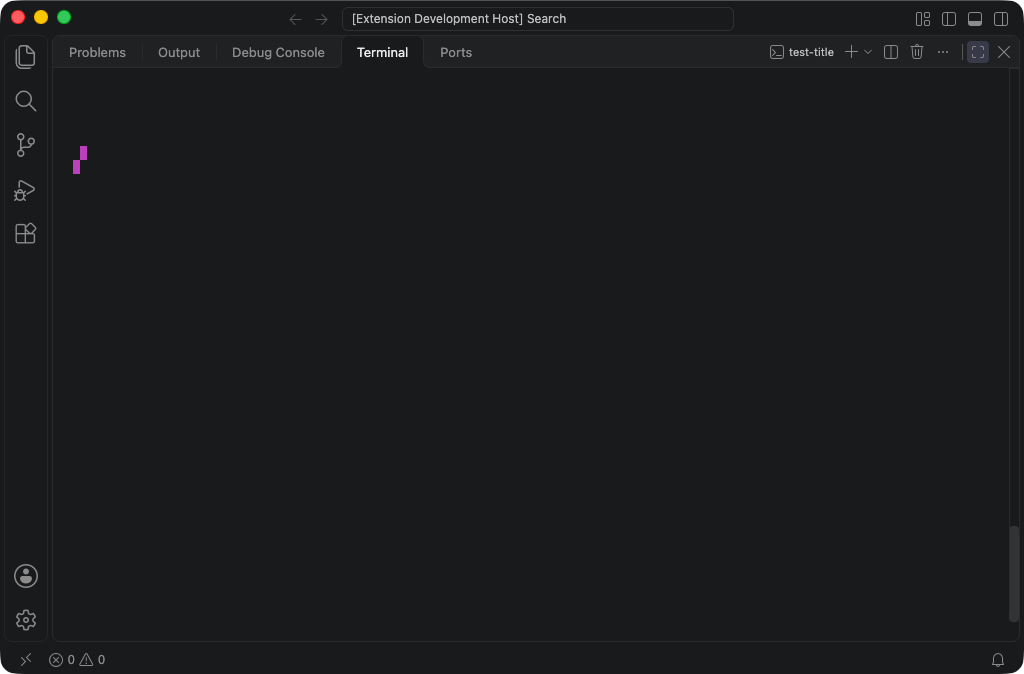 [Extension Development Host] Search
Problems Output Debug Console Terminal Ports test-title
0 0